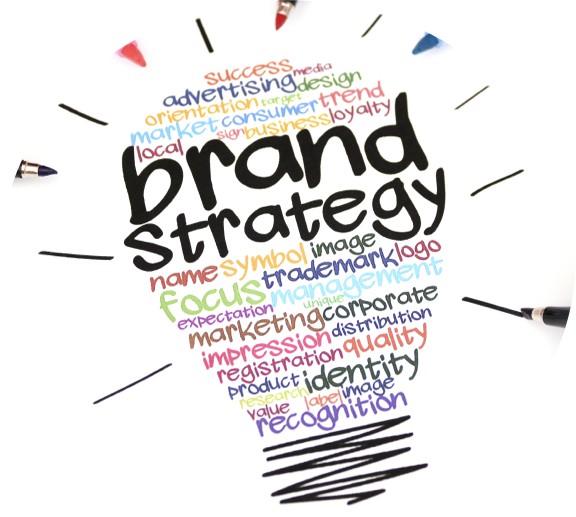 success media
advertising design
orientation target trend
market consumer
local sign business loyalty
brand
strategy
name symbol image
trademark logo
focus management
expectation unique
marketing corporate
impression distribution
registration quality
product identity
research
value label image
recognition